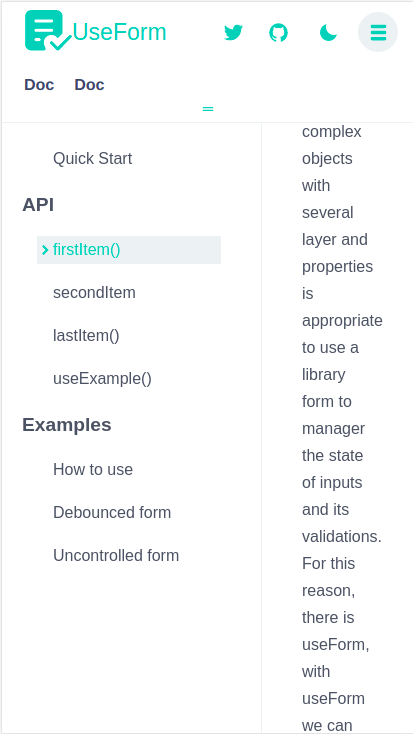 UseForm
Doc Doc
Quick Start
API
firstItem()
secondItem
lastItem()
useExample()
Examples
How to use
Debounced form
Uncontrolled form
complex
objects
with
several
layer and
properties
is
appropriate
to use a
library
form to
manager
the state
of inputs
and its
validations.
For this
reason,
there is
useForm,
with
useForm
we can